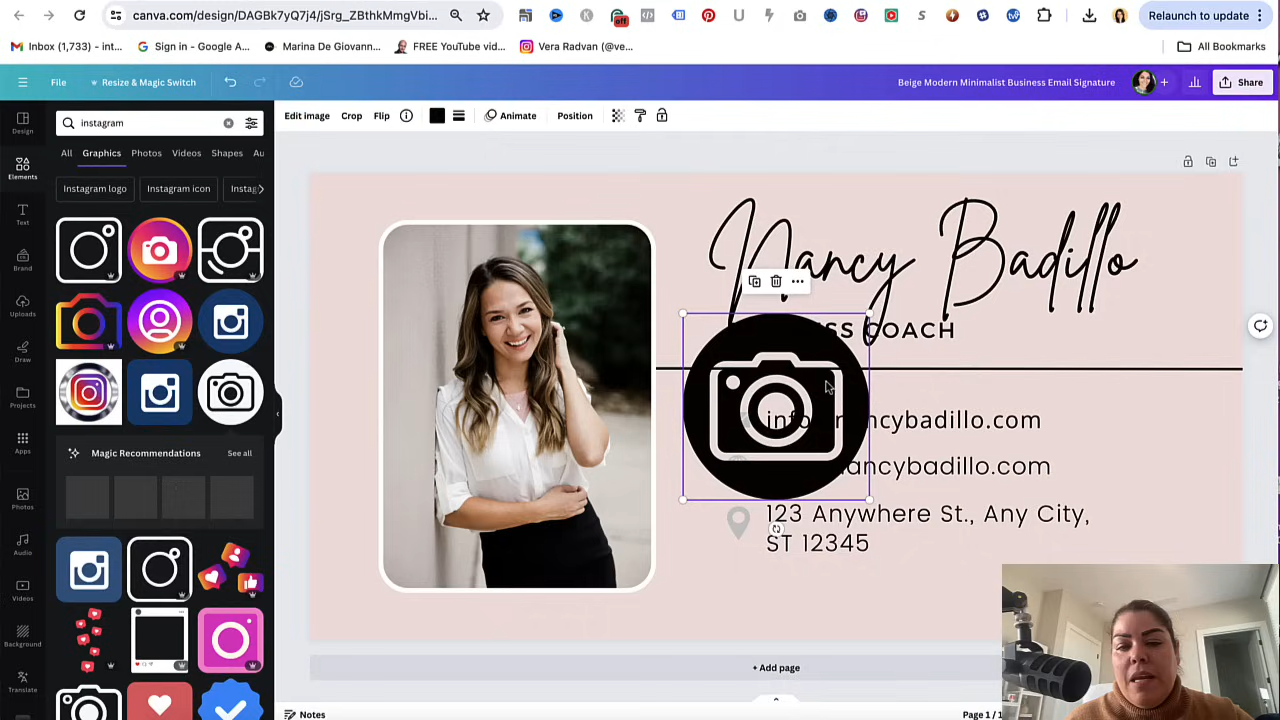 canva.com/design/DAGBk7yQ7j4/jSrg_ZBthkMmgVbi...
off
Relaunch to update
Inbox (1,733) - int...
Sign in - Google A...
Marina De Giovann...
FREE YouTube vid...
Vera Radvan (@ve...
All Bookmarks
File
Resize & Magic Switch
Beige Modern Minimalist Business Email Signature
Share
Design
Elements
Text
Brand
Uploads
Draw
Projects
Apps
Photos
Audio
Videos
Background
Translate
instagram
All
Graphics
Photos
Videos
Shapes
Au
Instagram logo
Instagram icon
Instag
Magic Recommendations
See all
Edit image
Crop
Flip
Animate
Position
Nancy Badillo
SS COACH
info
ncybadillo.com
ancybadillo.com
123 Anywhere St., Any City,
ST 12345
+ Add page
Notes
Page 1 / 1